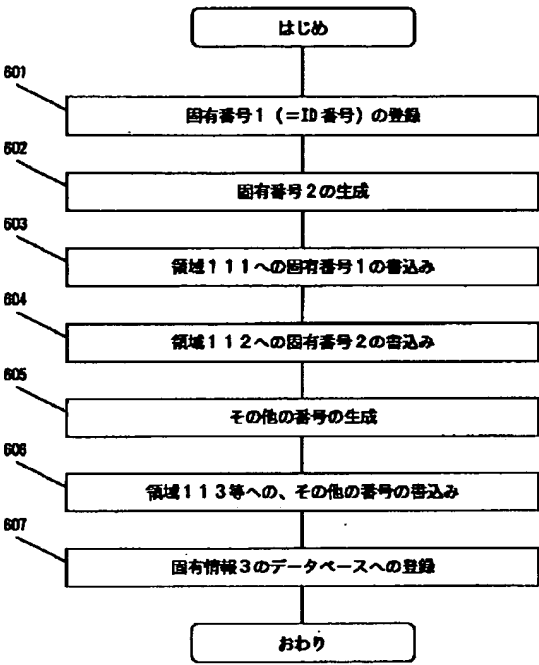 はじめ
601
固有番号1(=ID番号)の登録
602
固有番号2の生成
603
領域111への固有番号1の書込み
604
領域112への固有番号2の書込み
605
その他の番号の生成
606
領域113等への、その他の番号の書込み
607
固有情報3のデータベースへの登録
おわり